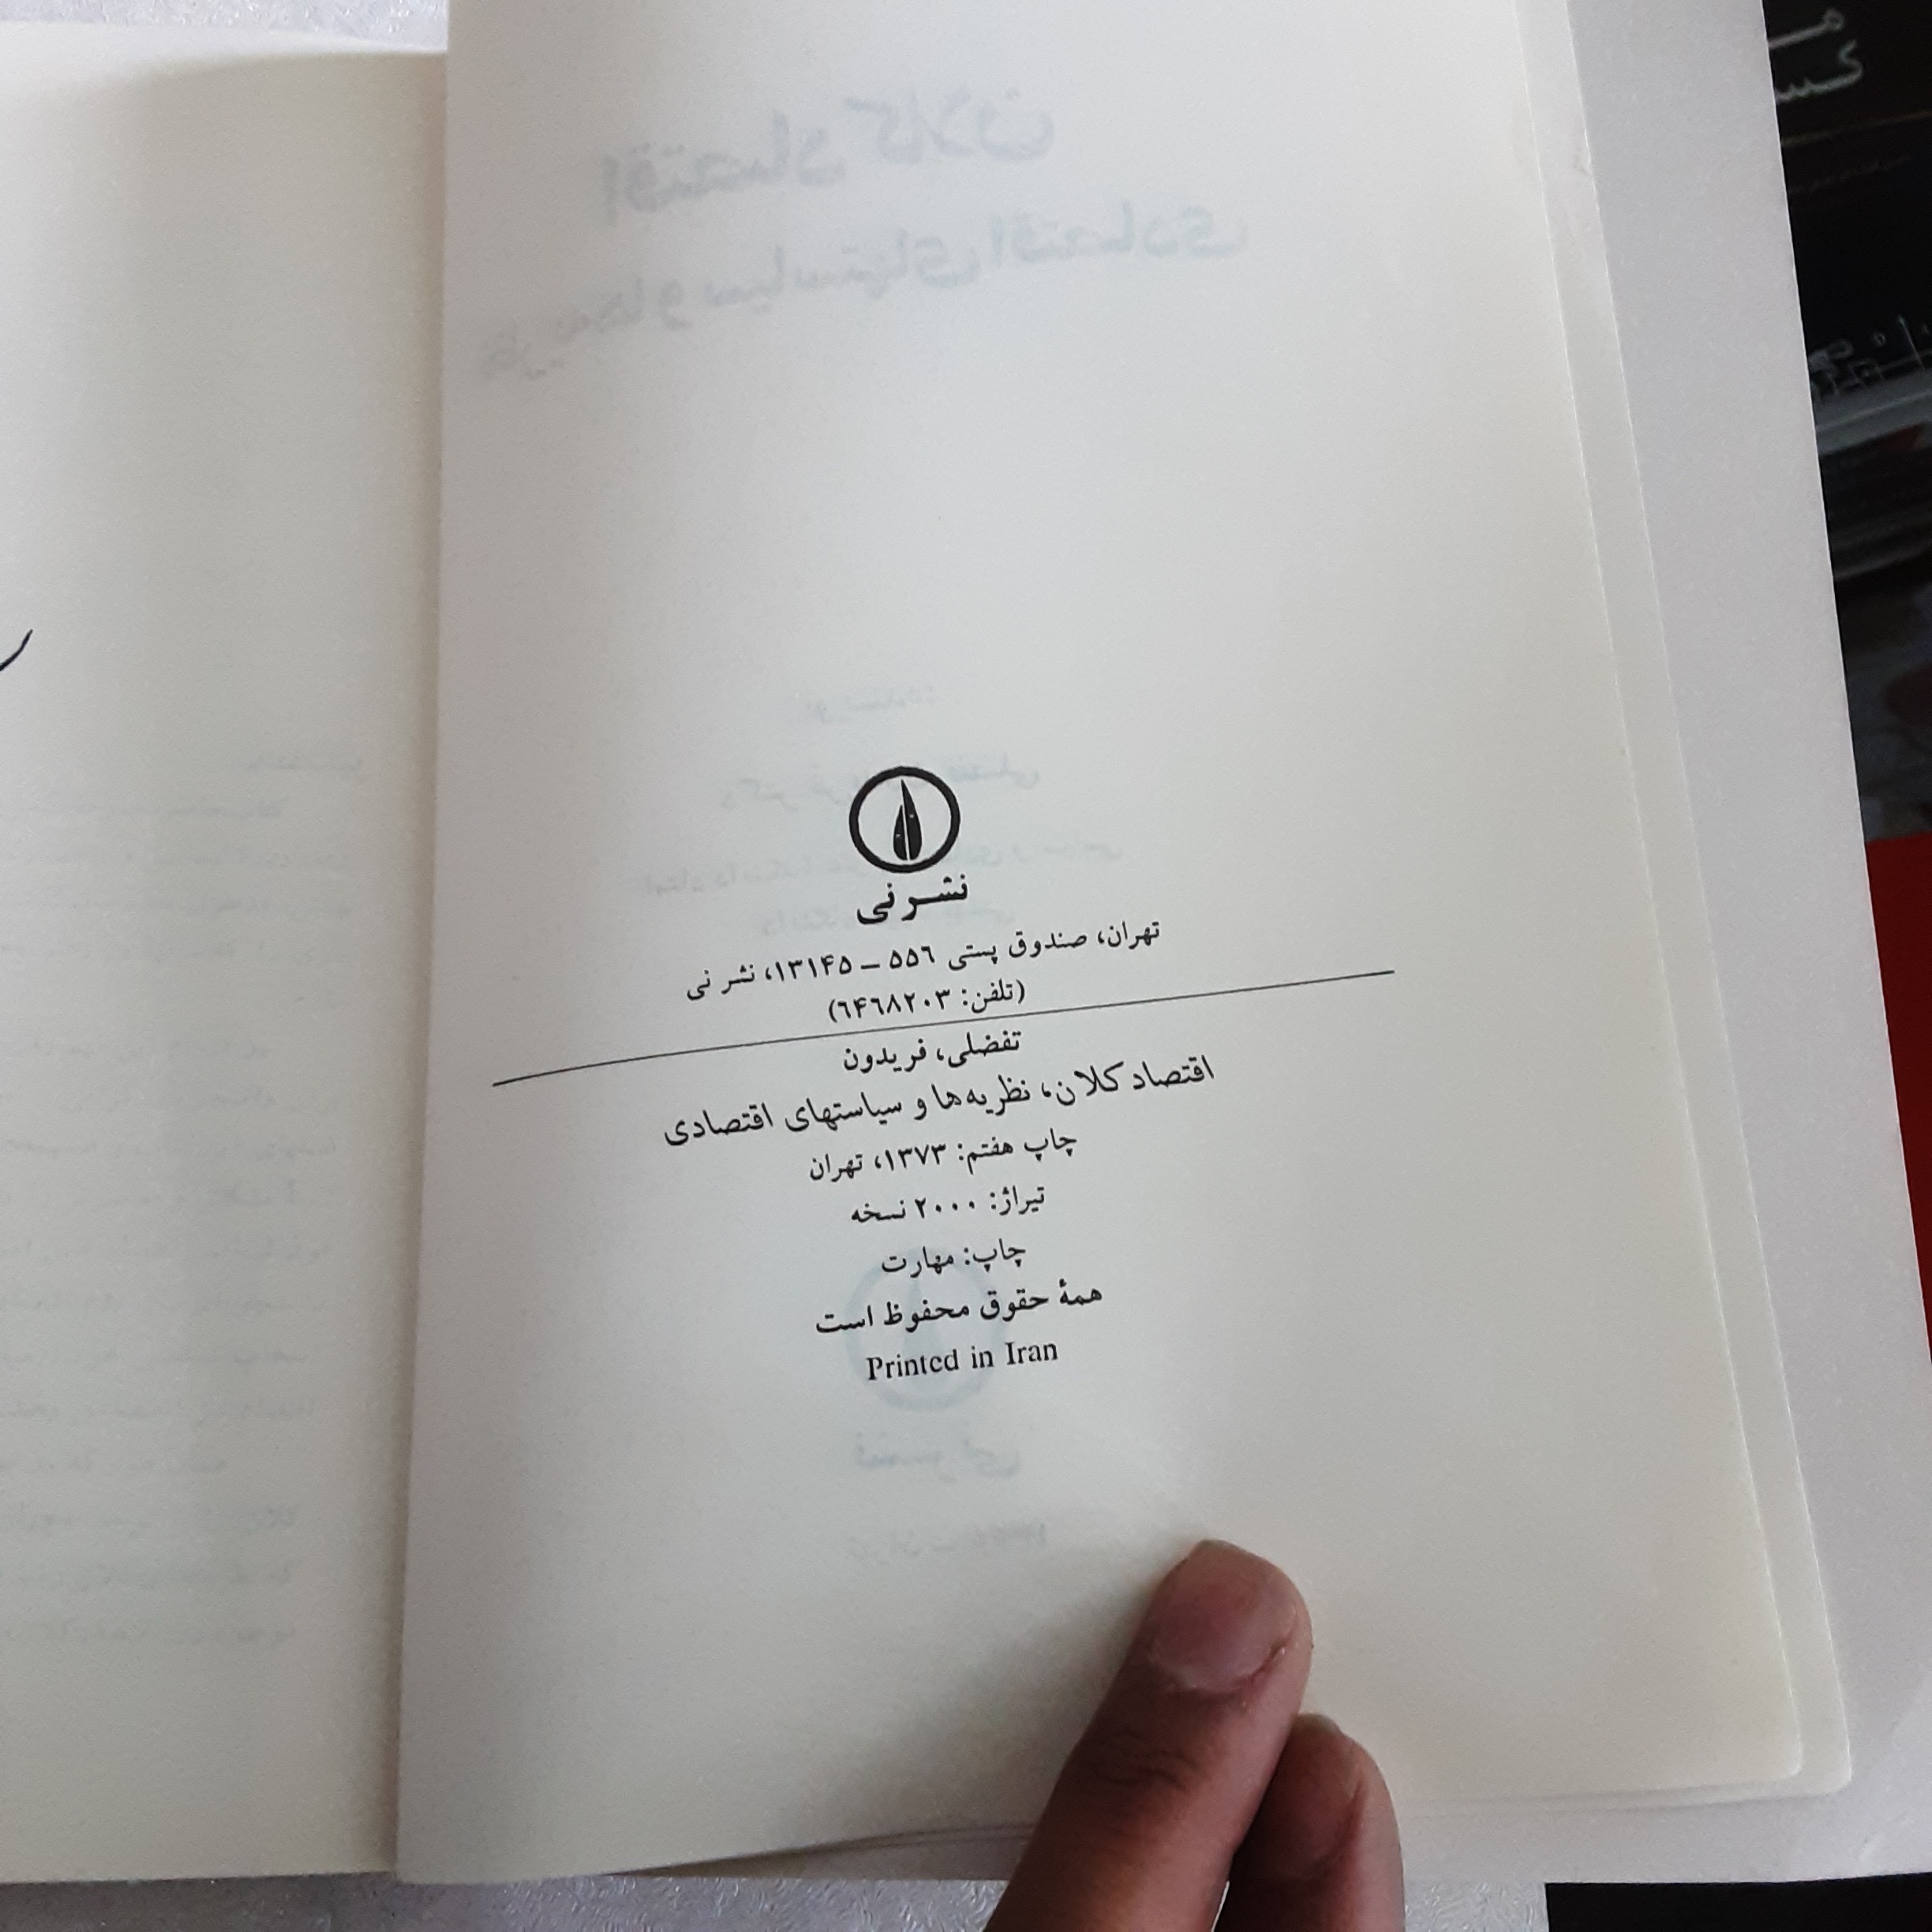 نشر نی
تهران، صندوق پستی ۵۵۶ – ۱۳۱۴۵، نشر نی
(تلفن: ۶۴۶۸۲۰۳)
تفضلی، فریدون
اقتصاد کلان، نظریه‌ها و سیاستهای اقتصادی
چاپ هفتم: ۱۳۷۳، تهران
تیراژ: ۲۰۰۰ نسخه
چاپ: مهارت
همهٔ حقوق محفوظ است
Printed in Iran